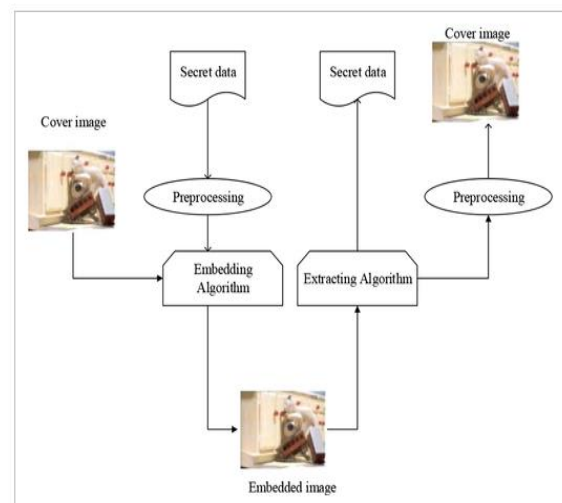 Cover image
Secret data
Secret data
Cover image
Preprocessing
Preprocessing
Embedding
Algorithm
Extracting Algorithm
Embedded image